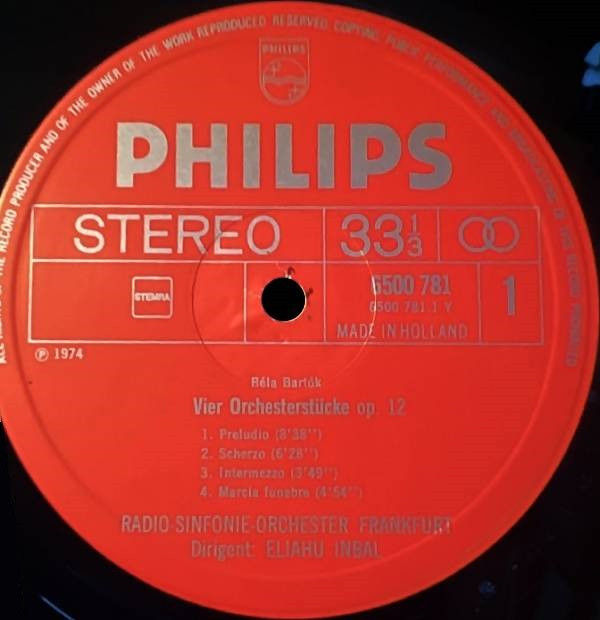 ALL RIGHTS OF THE RECORD PRODUCER AND OF THE OWNER OF THE WORK REPRODUCED RESERVED COPYING, PUBLIC PERFORMANCE AND BROADCASTING OF THIS RECORD PROHIBITED
PHILIPS
PHILIPS
STEREO 33 1/3
STEMRA 6500 781 1
6500 781.1 Y
MADE IN HOLLAND
℗ 1974
Béla Bartók
Vier Orchesterstücke op. 12
1. Preludio (8'38'')
2. Scherzo (6'28'')
3. Intermezzo (3'49'')
4. Marcia funebre (4'54'')
RADIO-SINFONIE-ORCHESTER FRANKFURT
Dirigent: ELIAHU INBAL